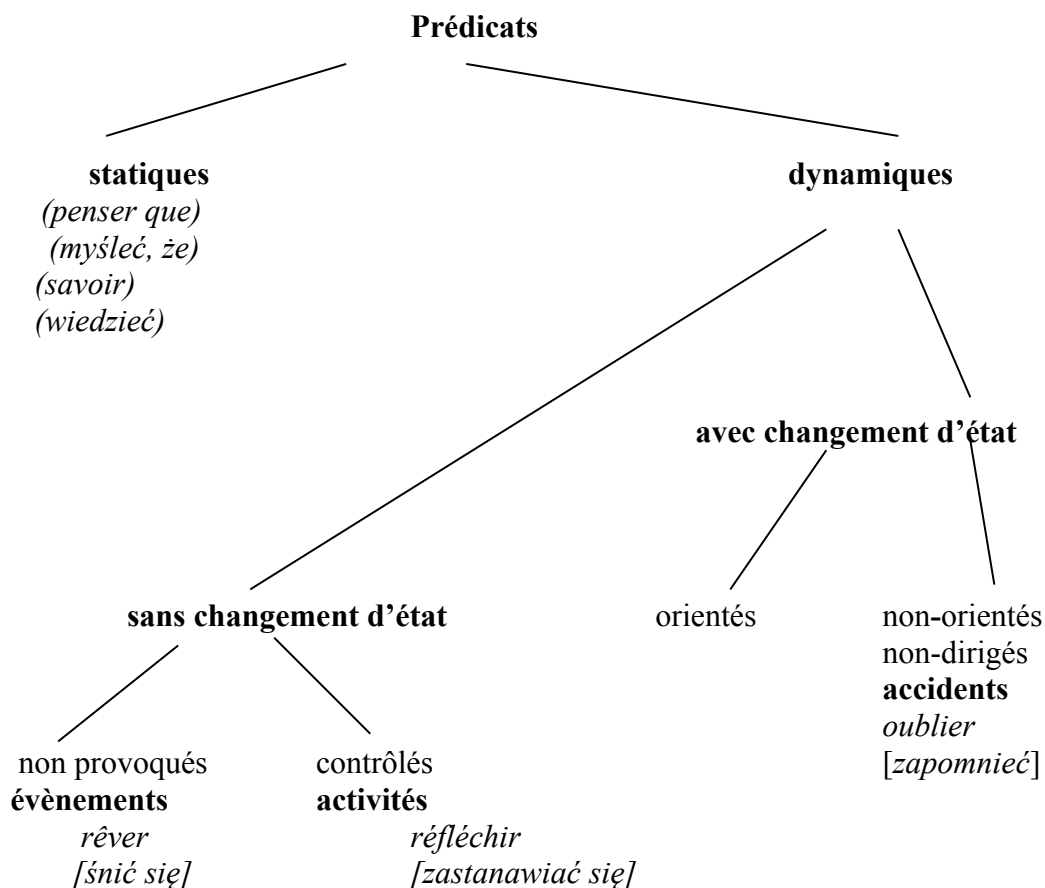 Prédicats
statiques
(penser que)
(myśleć, że)
(savoir)
(wiedzieć)
dynamiques
avec changement d’état
sans changement d’état
orientés
non-orientés
non-dirigés
accidents
oublier
[zapomnieć]
non provoqués
évènements
rêver
[śnić się]
contrôlés
activités
réfléchir
[zastanawiać się]